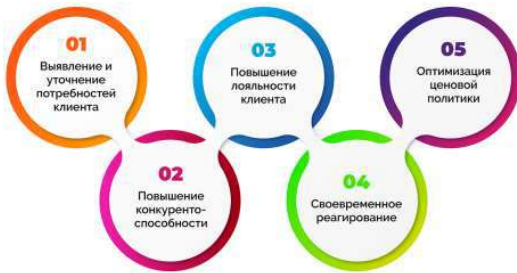 01
Выявление и
уточнение
потребностей
клиента
02
Повышение
конкуренто-
способности
03
Повышение
лояльности
клиента
04
Своевременное
реагирование
05
Оптимизация
ценовой
политики